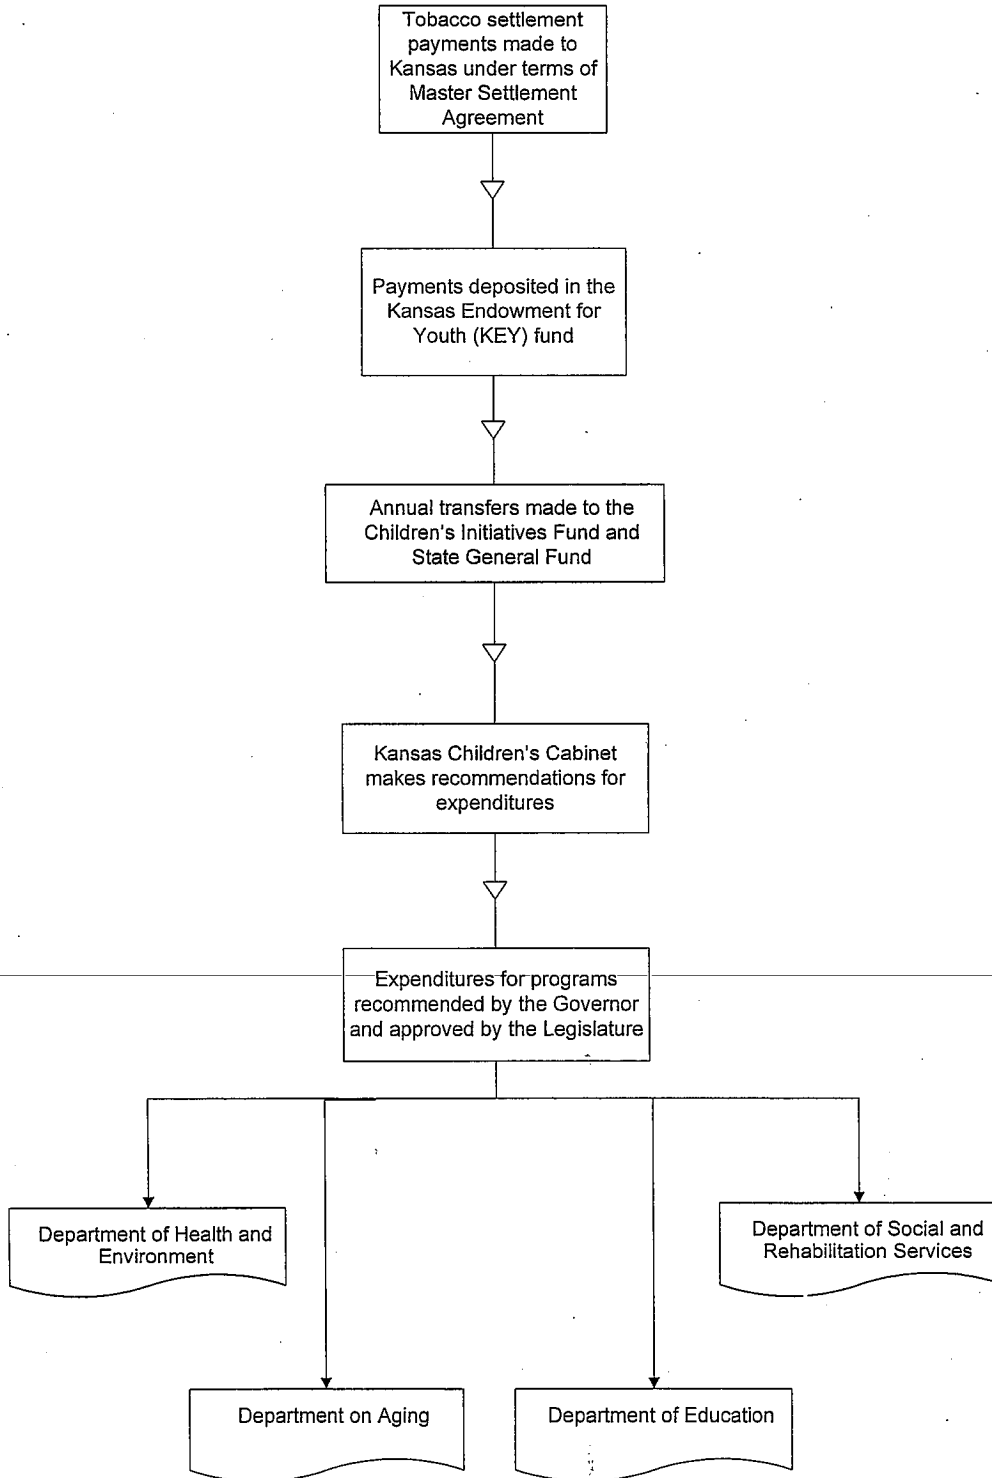 Tobacco settlement
payments made to
Kansas under terms of
Master Settlement
Agreement
Payments deposited in the
Kansas Endowment for
Youth (KEY) fund
Annual transfers made to the
Children's Initiatives Fund and
State General Fund
Kansas Children's Cabinet
makes recommendations for
expenditures
Expenditures for programs
recommended by the Governor
and approved by the Legislature
Department of Health and
Environment
Department of Social and
Rehabilitation Services
Department on Aging
Department of Education